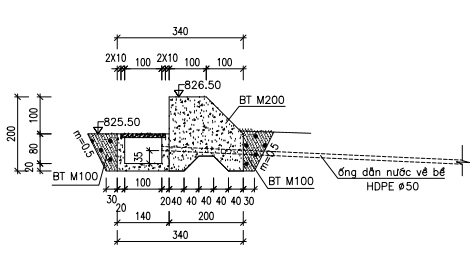 340
2X10 100 2X10 100 100
826.50
BT M200
825.50
100
200
80
20
m=0.5
20
35
m=0.5
BT M100
BT M100
ống dẫn nước về bể
HDPE Ø50
30 100 20 40 40 40 40 40 30
20
140 200
340